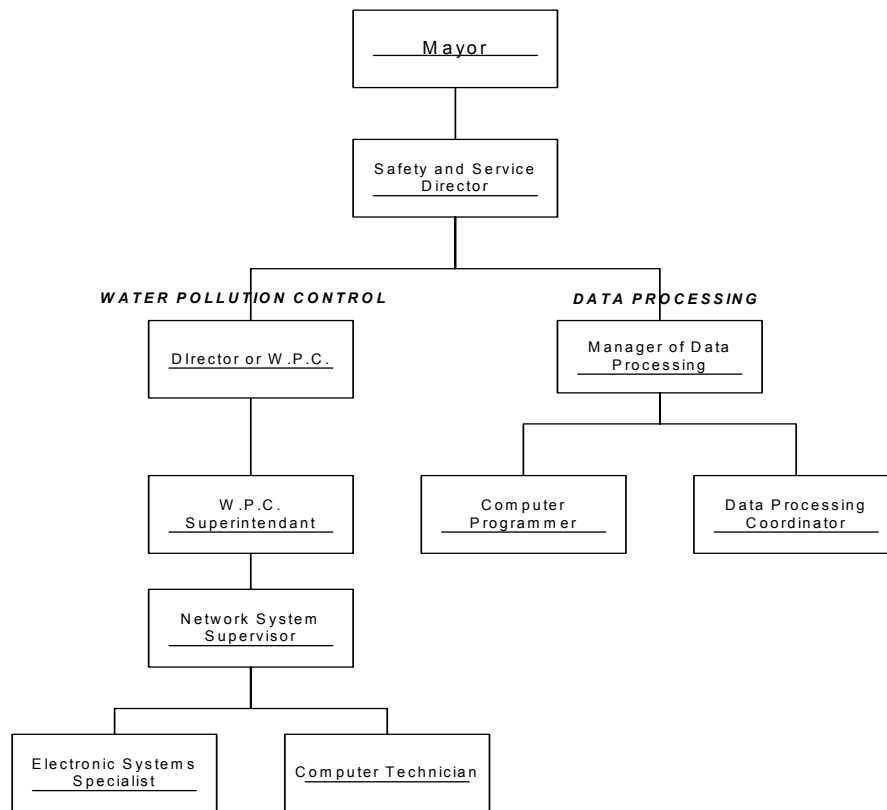 Mayor
Safety and Service
Director
WATER POLLUTION CONTROL
DATA PROCESSING
DIrector or W.P.C.
Manager of Data
Processing
W.P.C.
Superintendant
Computer
Programmer
Data Processing
Coordinator
Network System
Supervisor
Electronic Systems
Specialist
Computer Technician